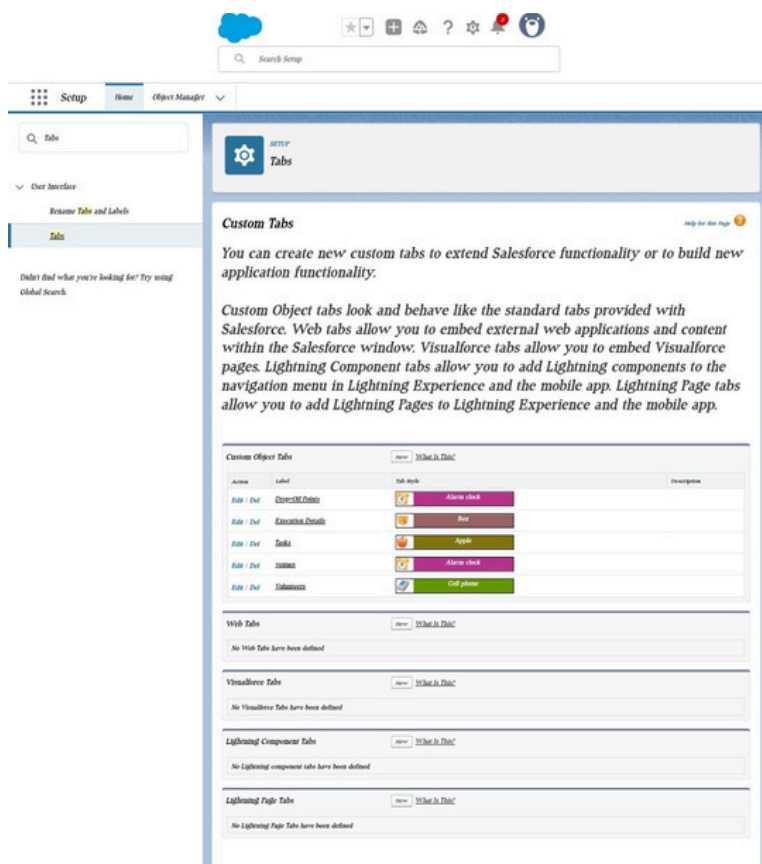 Search Setup
Setup
Home
Object Manager
Tabs
User Interface
Rename Tabs and Labels
Tabs
Didn't find what you're looking for? Try using
Global Search.
SETUP
Tabs
Custom Tabs
Help for this Page
You can create new custom tabs to extend Salesforce functionality or to build new
application functionality.
Custom Object tabs look and behave like the standard tabs provided with
Salesforce. Web tabs allow you to embed external web applications and content
within the Salesforce window. Visualforce tabs allow you to embed Visualforce
pages. Lightning Component tabs allow you to add Lightning components to the
navigation menu in Lightning Experience and the mobile app. Lightning Page tabs
allow you to add Lightning Pages to Lightning Experience and the mobile app.
Custom Object Tabs New What Is This?
Action Label Tab Style Description
Edit | Del Drop-Off Points Alarm clock
Edit | Del Execution Details Box
Edit | Del Tasks Apple
Edit | Del venues Alarm clock
Edit | Del Volunteers Cell phone
Web Tabs New What Is This?
No Web Tabs have been defined
Visualforce Tabs New What Is This?
No Visualforce Tabs have been defined
Lightning Component Tabs New What Is This?
No Lightning component tabs have been defined
Lightning Page Tabs New What Is This?
No Lightning Page Tabs have been defined